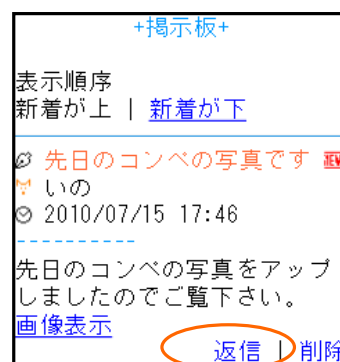 +掲示板+
表示順序
新着が上 | 新着が下
先日のコンペの写真です NEW
いの
2010/07/15 17:46
----------
先日のコンペの写真をアップ
しましたのでご覧下さい。
画像表示
返信 | 削除